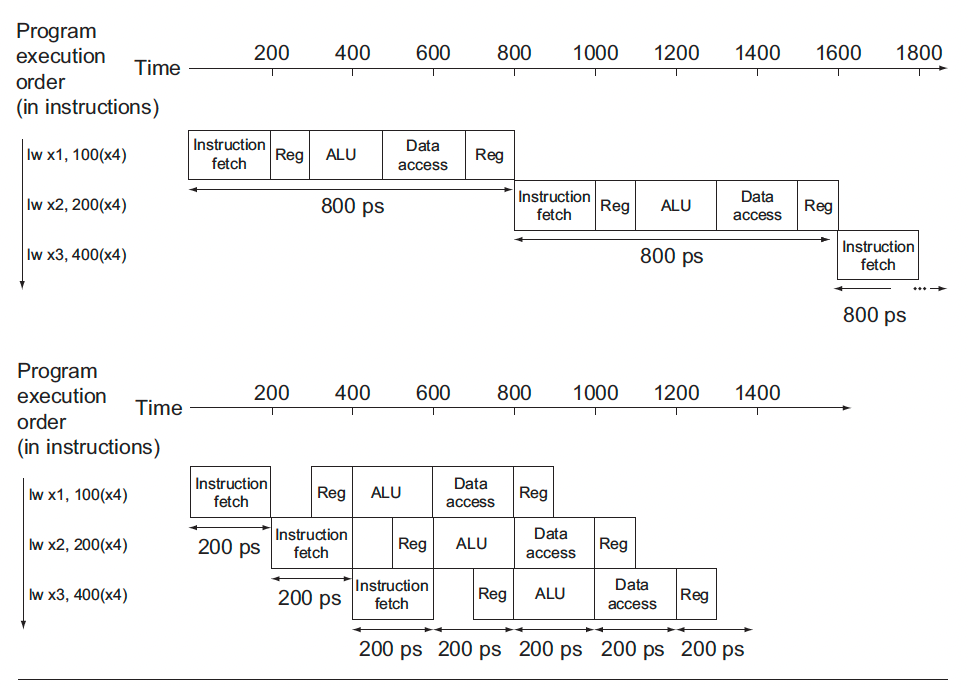 Program
execution
order
(in instructions)
Time
200 400 600 800 1000 1200 1400 1600 1800
lw x1, 100(x4)
Instruction
fetch
Reg
ALU
Data
access
Reg
800 ps
lw x2, 200(x4)
Instruction
fetch
Reg
ALU
Data
access
Reg
800 ps
lw x3, 400(x4)
Instruction
fetch
...
800 ps
Program
execution
order
(in instructions)
Time
200 400 600 800 1000 1200 1400
lw x1, 100(x4)
Instruction
fetch
Reg
ALU
Data
access
Reg
200 ps
lw x2, 200(x4)
Instruction
fetch
Reg
ALU
Data
access
Reg
200 ps
lw x3, 400(x4)
Instruction
fetch
Reg
ALU
Data
access
Reg
200 ps 200 ps 200 ps 200 ps 200 ps